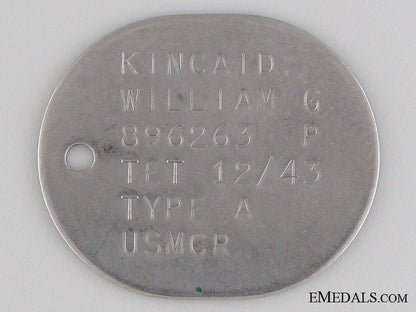 KINCAID.
WILLIAM G.
896263 P
TET 12/43
TYPE-A
USMCR
EMEDALS.COM